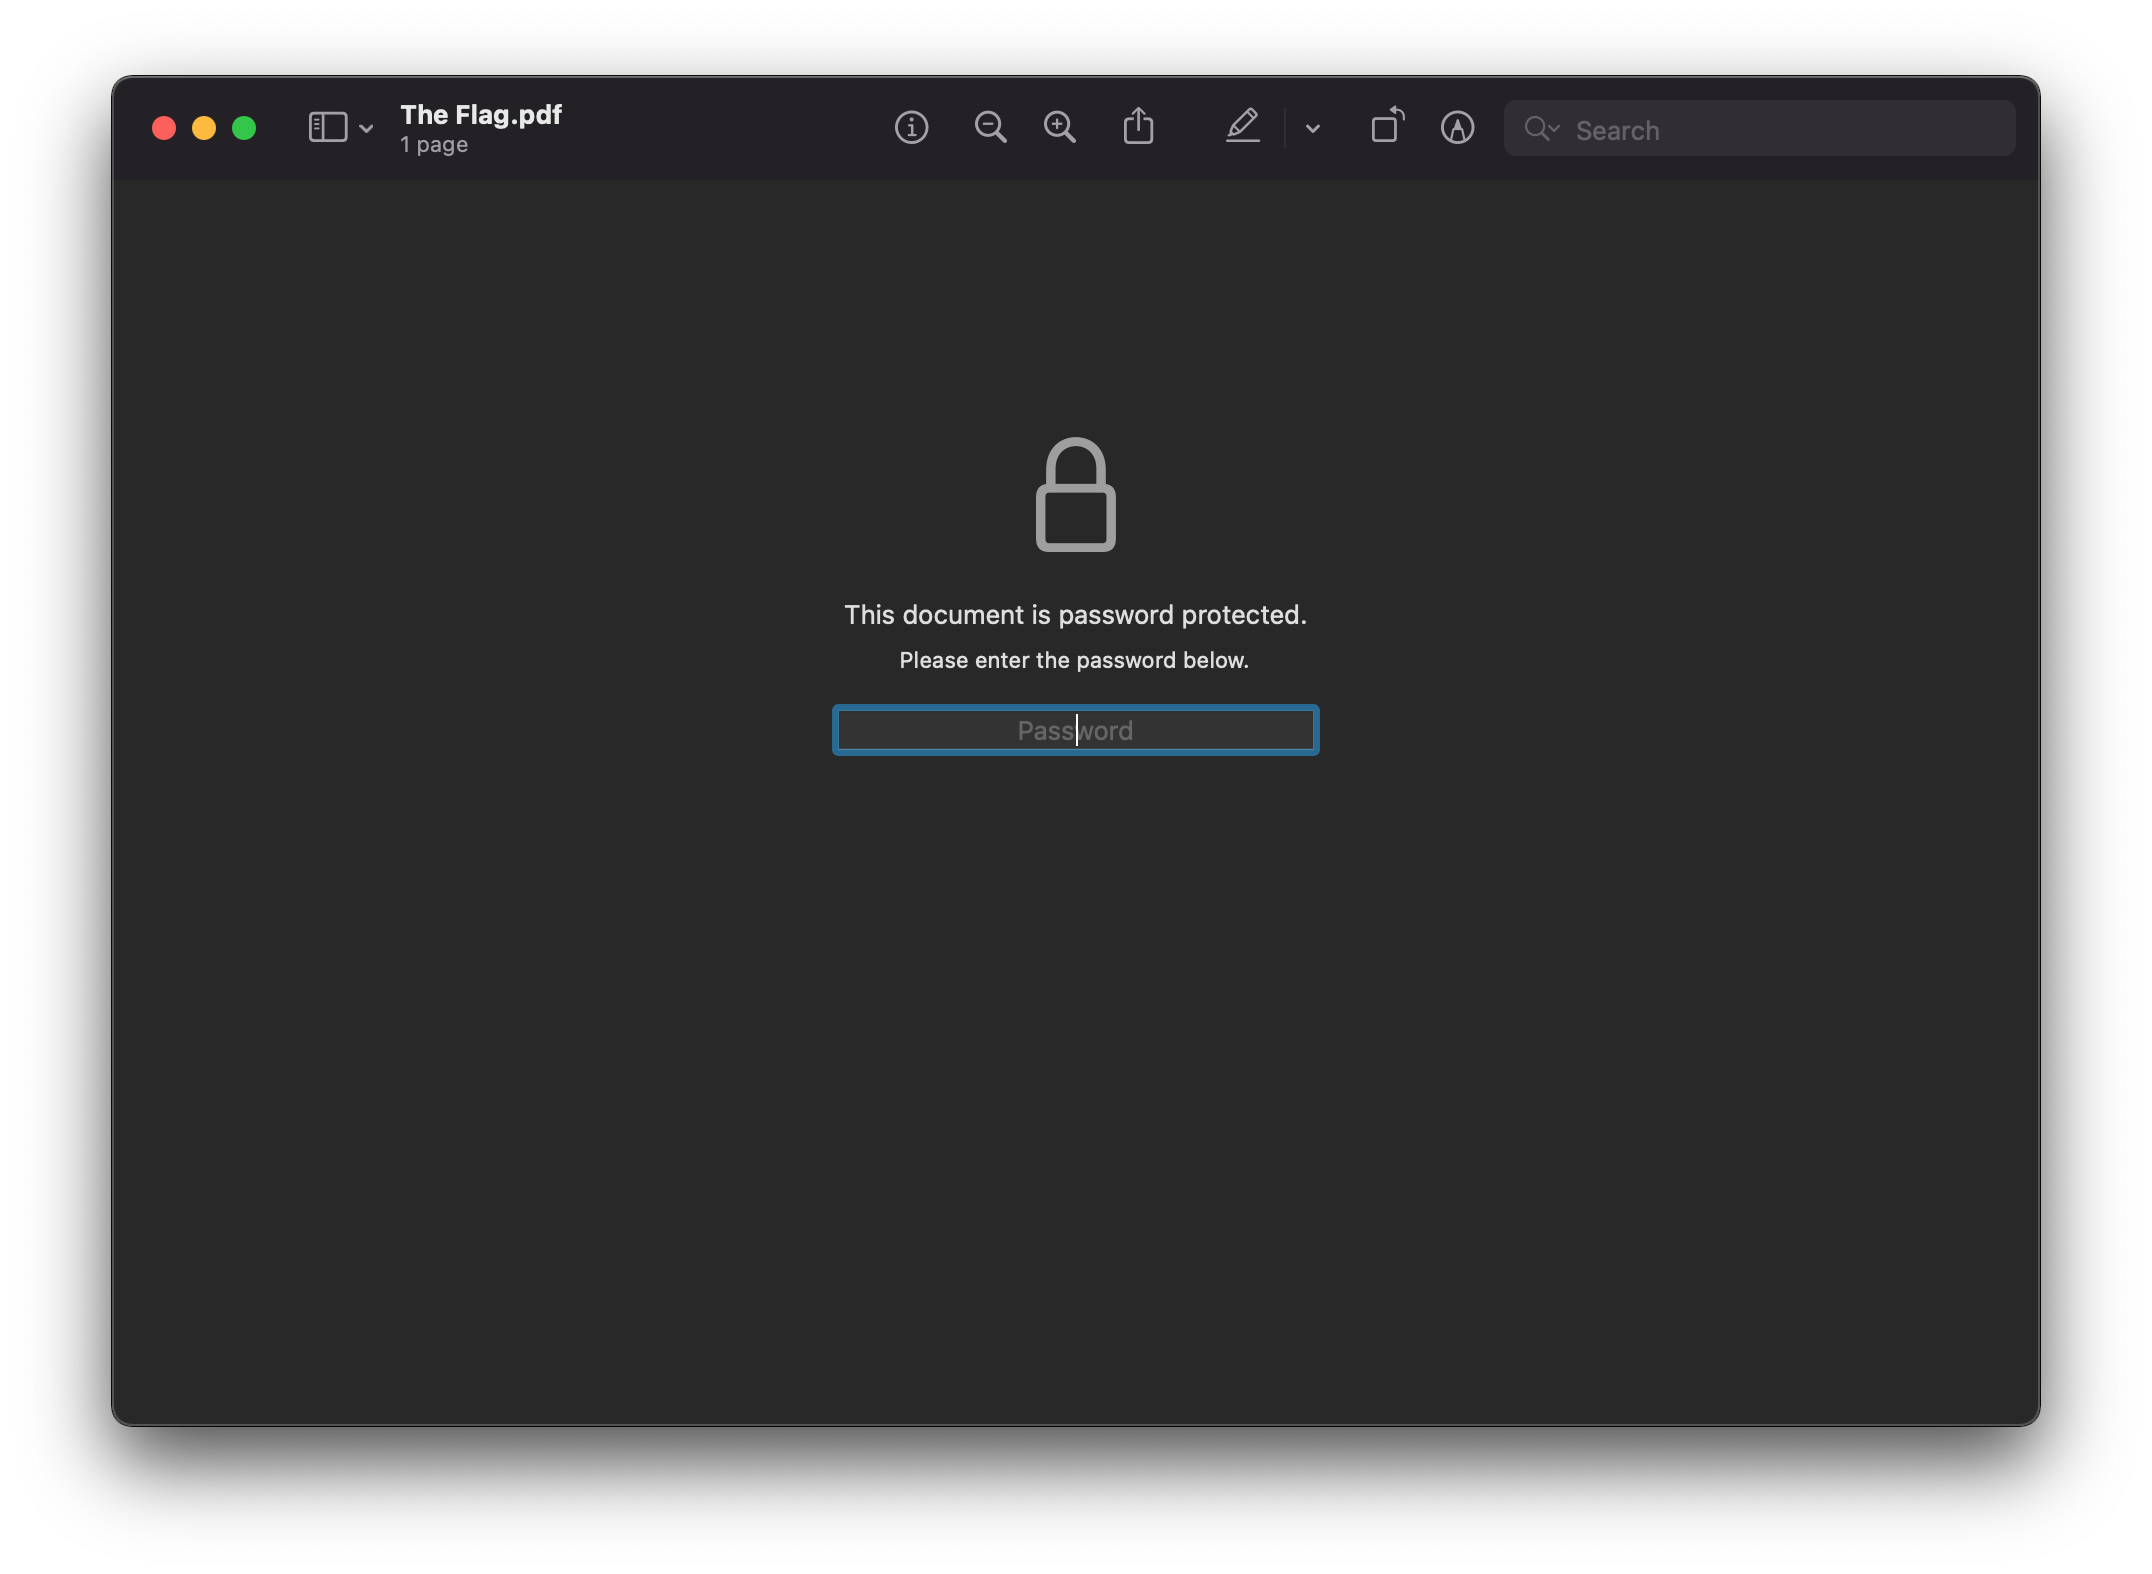 The Flag.pdf
1 page
Search
This document is password protected.
Please enter the password below.
Password